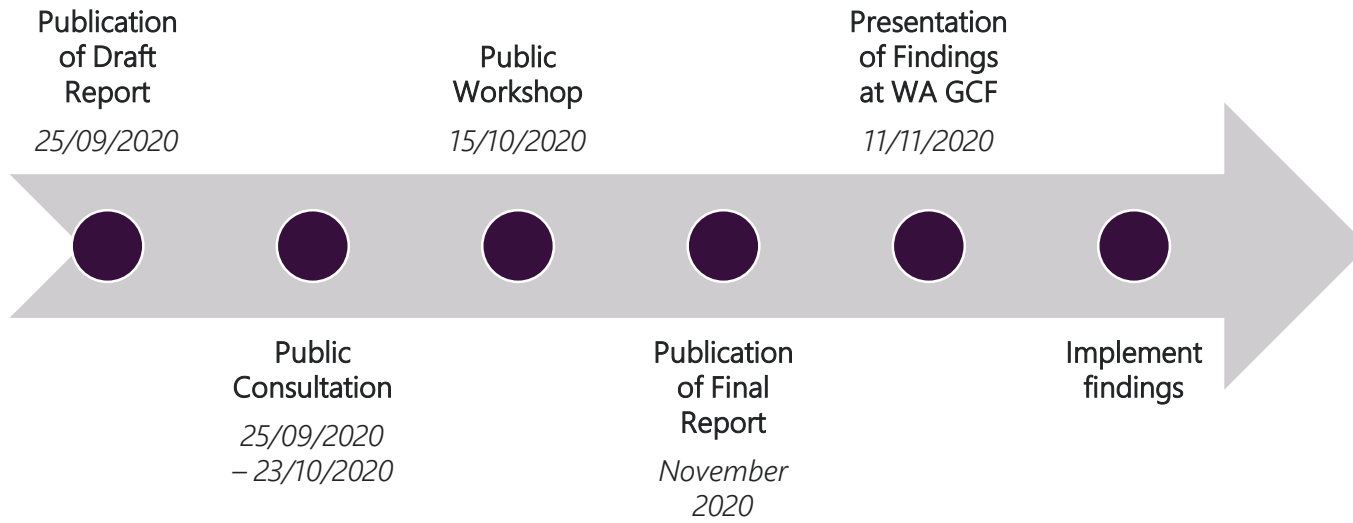 Publication
of Draft
Report
25/09/2020
Public
Consultation
25/09/2020
– 23/10/2020
Public
Workshop
15/10/2020
Publication
of Final
Report
November
2020
Presentation
of Findings
at WA GCF
11/11/2020
Implement
findings